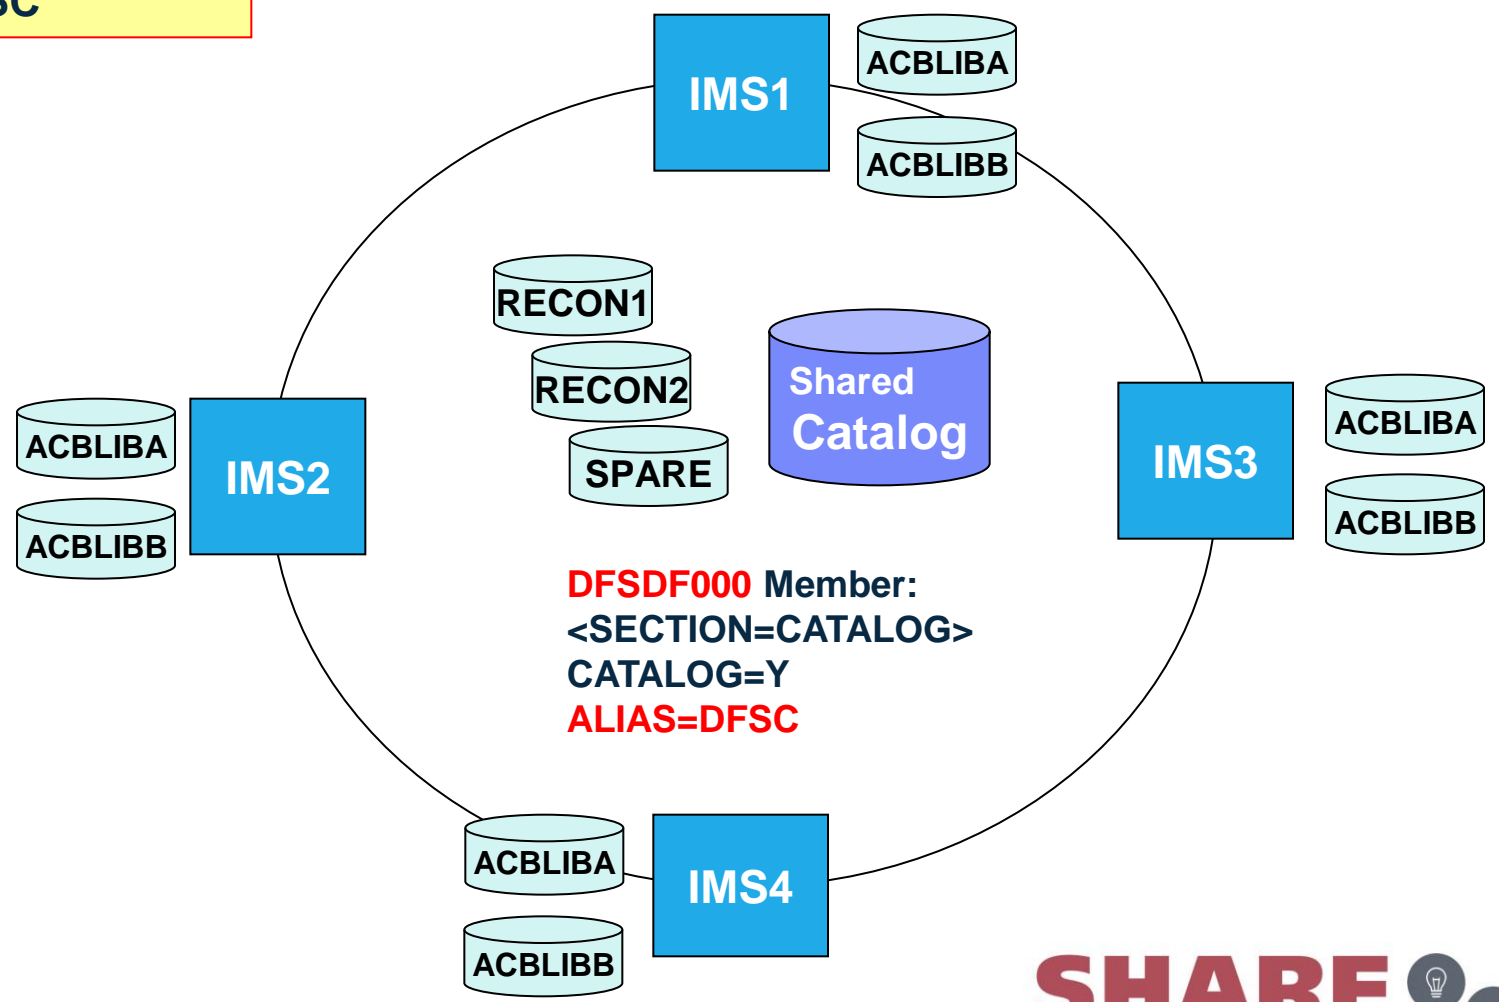 IMS1
ACBLIBA
ACBLIBB
RECON1
RECON2
SPARE
Shared
Catalog
ACBLIBA
ACBLIBB
IMS2
IMS3
ACBLIBA
ACBLIBB
DFSDF000 Member:
<SECTION=CATALOG>
CATALOG=Y
ALIAS=DFSC
ACBLIBA
ACBLIBB
IMS4
SHARE